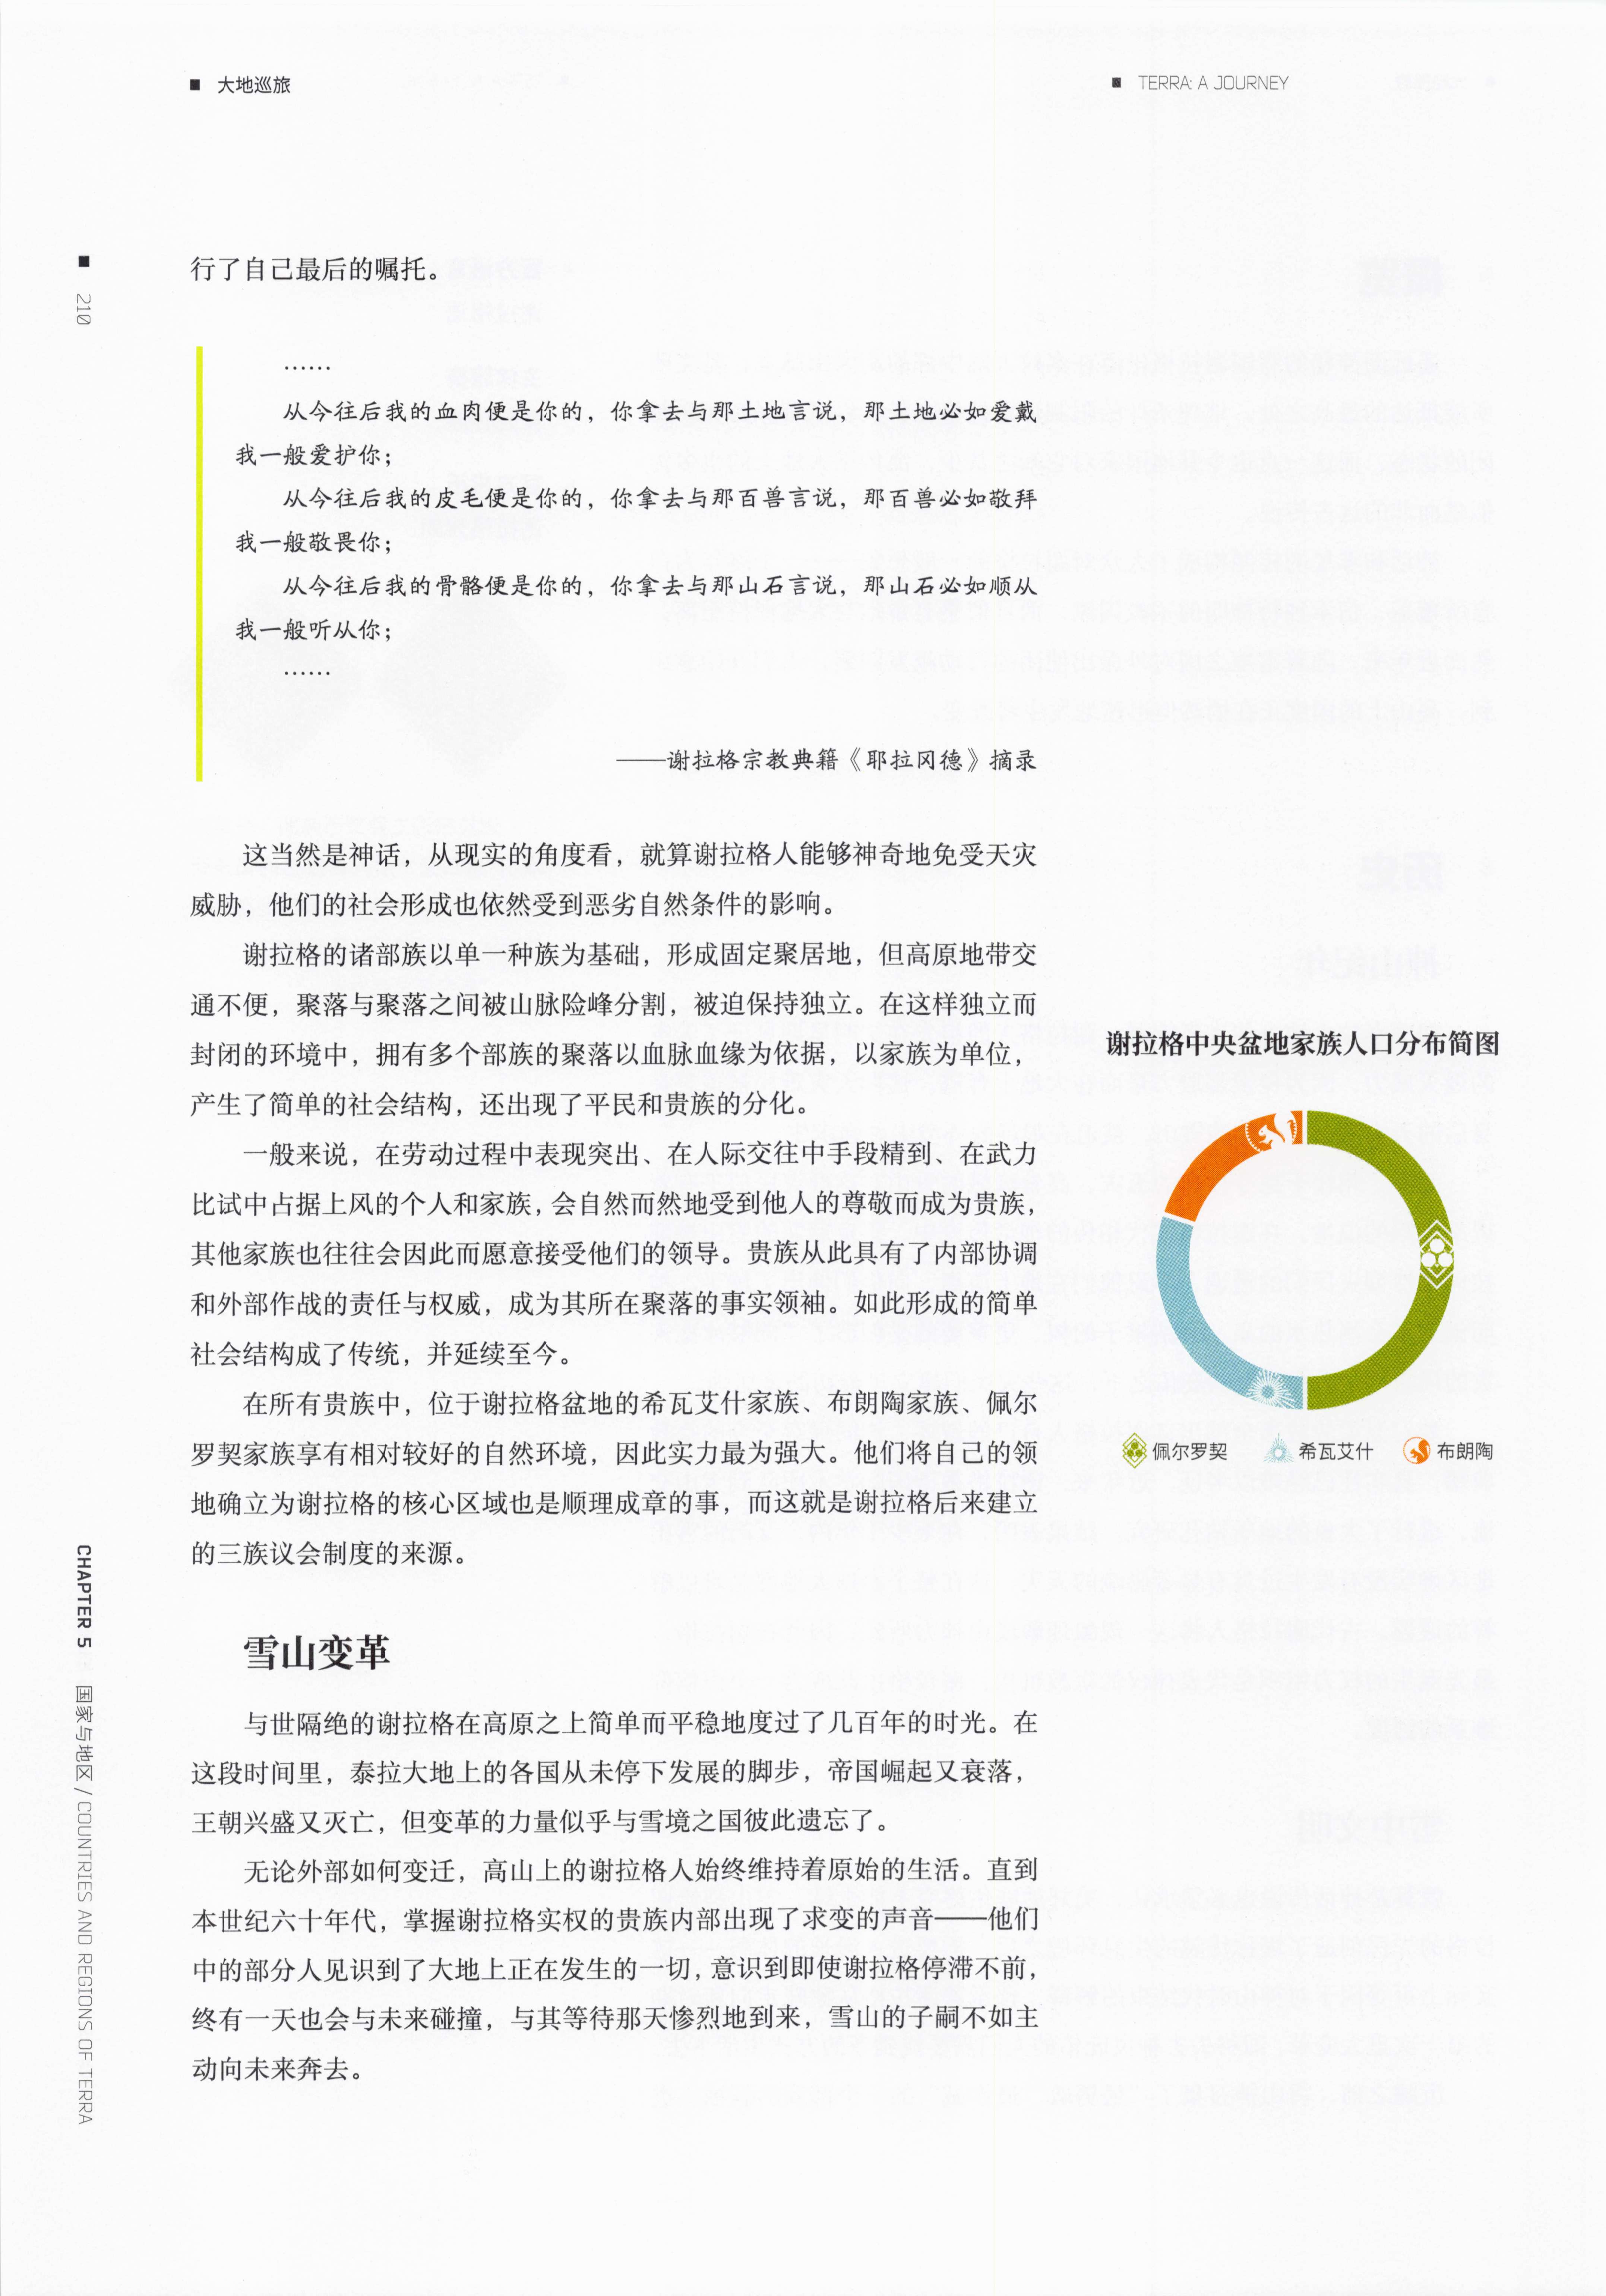 ■ 大地巡旅
■ TERRA: A JOURNEY
■ 210
行了自己最后的嘱托。
……
从今往后我的血肉便是你的，你拿去与那土地言说，那土地必如爱戴
我一般爱护你；
从今往后我的皮毛便是你的，你拿去与那百兽言说，那百兽必如敬拜
我一般敬畏你；
从今往后我的骨骼便是你的，你拿去与那山石言说，那山石必如顺从
我一般听从你；
……
——谢拉格宗教典籍《耶拉冈德》摘录
这当然是神话，从现实的角度看，就算谢拉格人能够神奇地免受天灾
威胁，他们的社会形成也依然受到恶劣自然条件的影响。
谢拉格的诸部族以单一种族为基础，形成固定聚居地，但高原地带交
通不便，聚落与聚落之间被山脉险峰分割，被迫保持独立。在这样独立而
封闭的环境中，拥有多个部族的聚落以血脉血缘为依据，以家族为单位，
产生了简单的社会结构，还出现了平民和贵族的分化。
一般来说，在劳动过程中表现突出、在人际交往中手段精到、在武力
比试中占据上风的个人和家族，会自然而然地受到他人的尊敬而成为贵族，
其他家族也往往会因此而愿意接受他们的领导。贵族从此具有了内部协调
和外部作战的责任与权威，成为其所在聚落的事实领袖。如此形成的简单
社会结构成了传统，并延续至今。
在所有贵族中，位于谢拉格盆地的希瓦艾什家族、布朗陶家族、佩尔
罗契家族享有相对较好的自然环境，因此实力最为强大。他们将自己的领
地确立为谢拉格的核心区域也是顺理成章的事，而这就是谢拉格后来建立
的三族议会制度的来源。
谢拉格中央盆地家族人口分布简图
佩尔罗契
希瓦艾什
布朗陶
雪山变革
与世隔绝的谢拉格在高原之上简单而平稳地度过了几百年的时光。在
这段时间里，泰拉大地上的各国从未停下发展的脚步，帝国崛起又衰落，
王朝兴盛又灭亡，但变革的力量似乎与雪境之国彼此遗忘了。
无论外部如何变迁，高山上的谢拉格人始终维持着原始的生活。直到
本世纪六十年代，掌握谢拉格实权的贵族内部出现了求变的声音——他们
中的部分人见识到了大地上正在发生的一切，意识到即使谢拉格停滞不前，
终有一天也会与未来碰撞，与其等待那天惨烈地到来，雪山的子嗣不如主
动向未来奔去。
CHAPTER 5 国家与地区 / COUNTRIES AND REGIONS OF TERRA